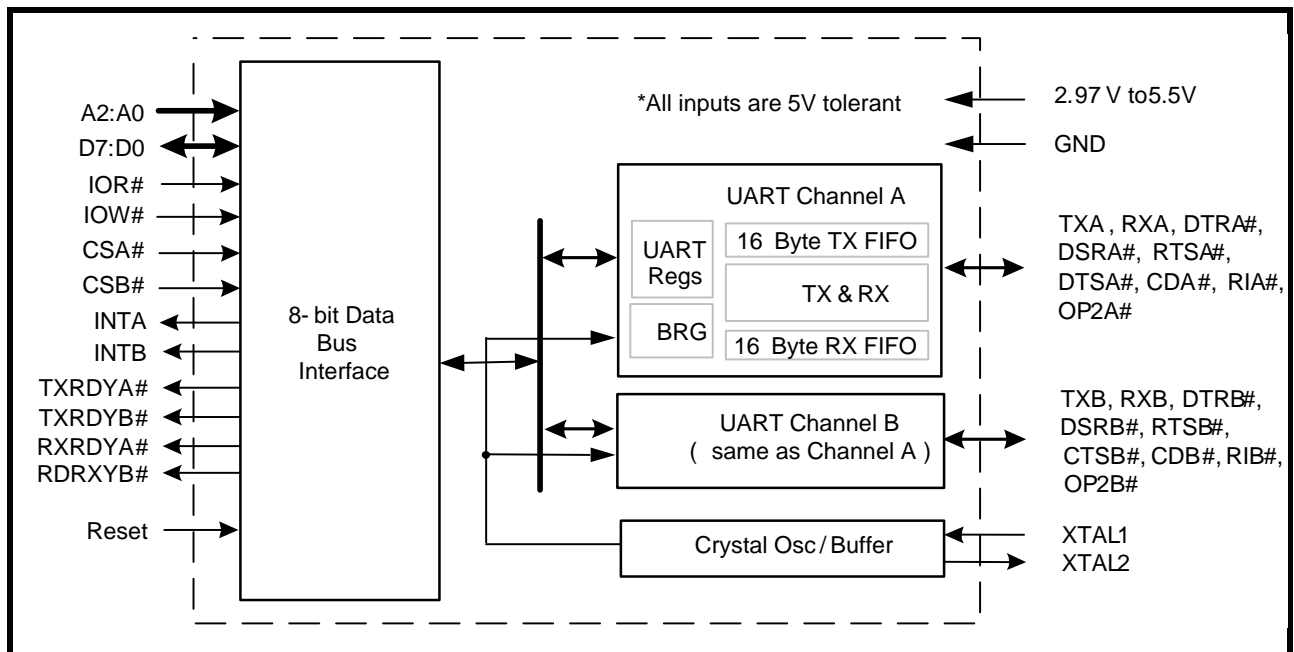 A2:A0
D7:D0
IOR#
IOW#
CSA#
CSB#
INTA
INTB
TXRDYA#
TXRDYB#
RXRDYA#
RDRXYB#
Reset
8- bit Data
Bus
Interface
*All inputs are 5V tolerant
UART Channel A
UART
Regs
BRG
16 Byte TX FIFO
TX & RX
16 Byte RX FIFO
UART Channel B
( same as Channel A )
Crystal Osc / Buffer
2.97 V to5.5V
GND
TXA , RXA, DTRA#,
DSRA#, RTSA#,
DTSA#, CDA#, RIA#,
OP2A#
TXB, RXB, DTRB#,
DSRB#, RTSB#,
CTSB#, CDB#, RIB#,
OP2B#
XTAL1
XTAL2